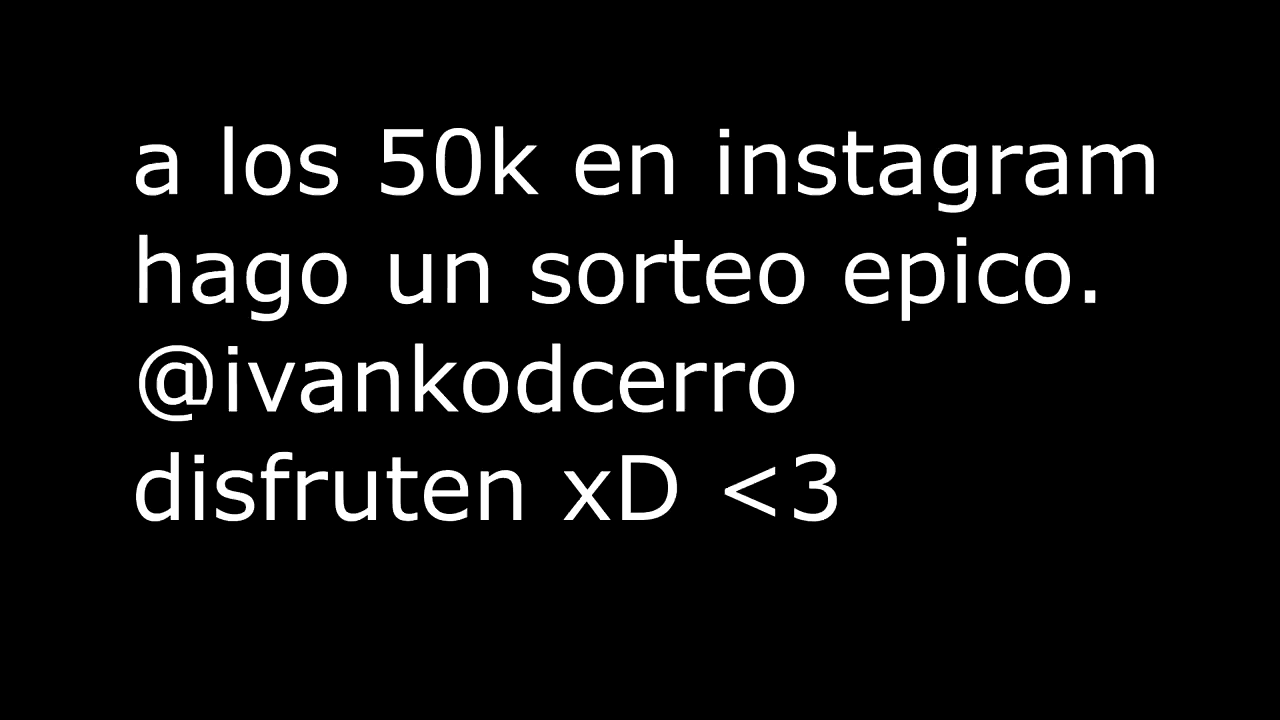 a los 50k en instagram
hago un sorteo epico.
@ivankodcerro
disfruten xD <3